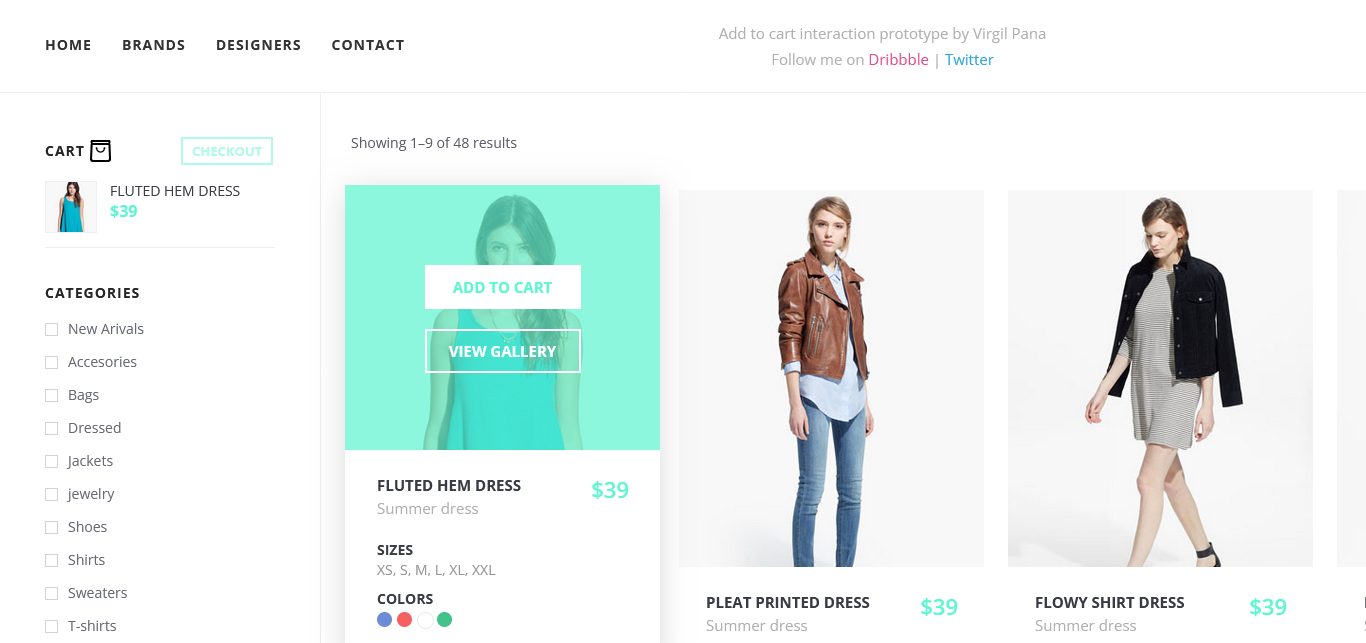 HOME BRANDS DESIGNERS CONTACT
Add to cart interaction prototype by Virgil Pana
Follow me on Dribbble | Twitter
CART CHECKOUT
FLUTED HEM DRESS
$39
CATEGORIES
New Arivals
Accesories
Bags
Dressed
Jackets
jewelry
Shoes
Shirts
Sweaters
T-shirts
Showing 1–9 of 48 results
ADD TO CART
VIEW GALLERY
FLUTED HEM DRESS $39
Summer dress
SIZES
XS, S, M, L, XL, XXL
COLORS
PLEAT PRINTED DRESS $39
Summer dress
FLOWY SHIRT DRESS $39
Summer dress